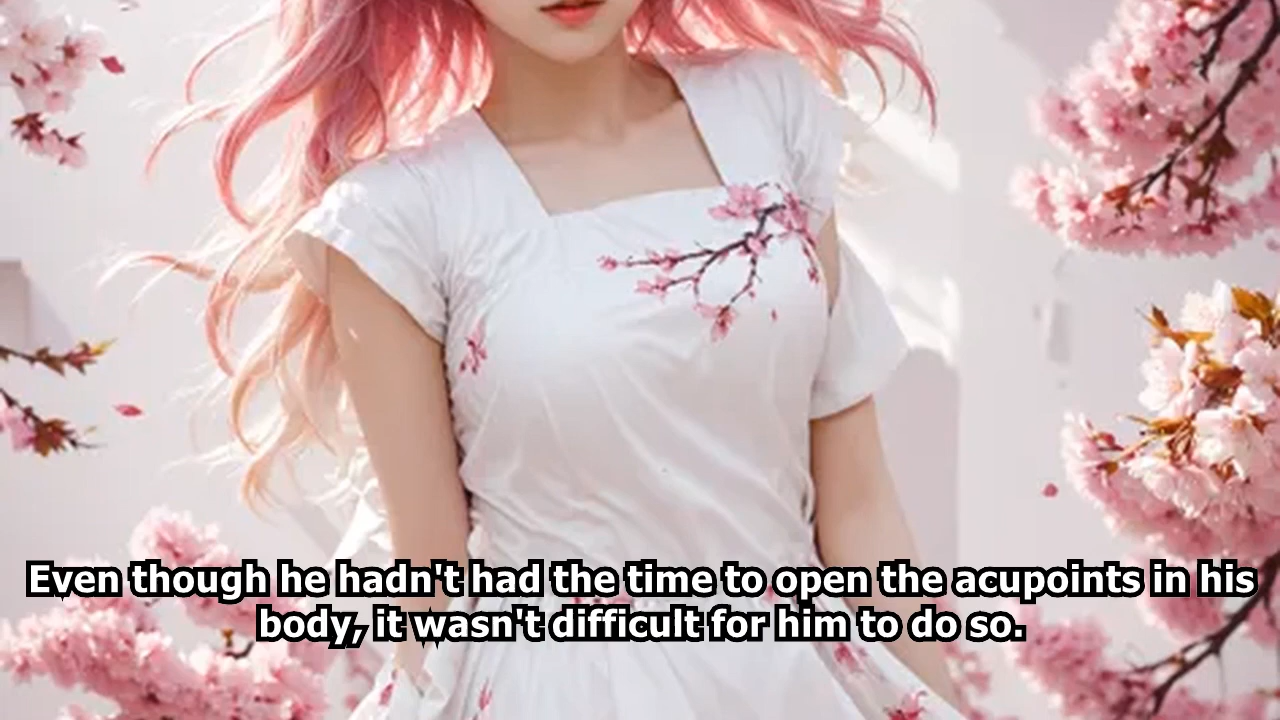 Even though he hadn't had the time to open the acupoints in his
body, it wasn't difficult for him to do so.